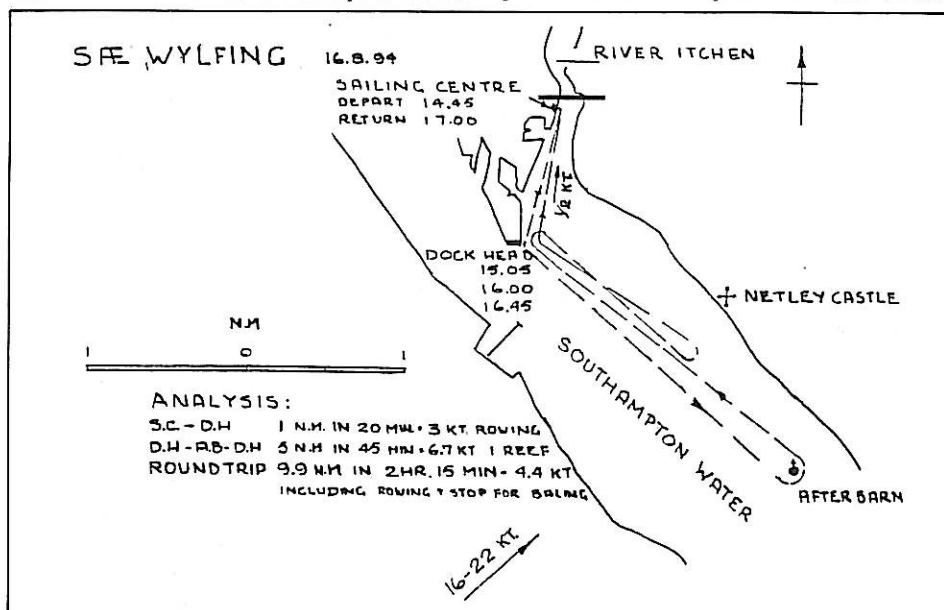 SÆ WYLFING 16.8.94
RIVER ITCHEN
SAILING CENTRE
DEPART 14.45
RETURN 17.00
1/2 KT
DOCK HEAD
15.05
16.00
16.45
NETLEY CASTLE
N.M
1 0 1
SOUTHAMPTON WATER
ANALYSIS:
S.C - D.H 1 N.M. IN 20 MIN = 3 KT. ROWING
D.H - A.B - D.H 5 N.M IN 45 MIN = 6.7 KT 1 REEF
ROUNDTRIP 9.9 N.M IN 2 HR. 15 MIN = 4.4 KT
INCLUDING ROWING + STOP FOR BALING
AFTER BARN
16-22 KT.